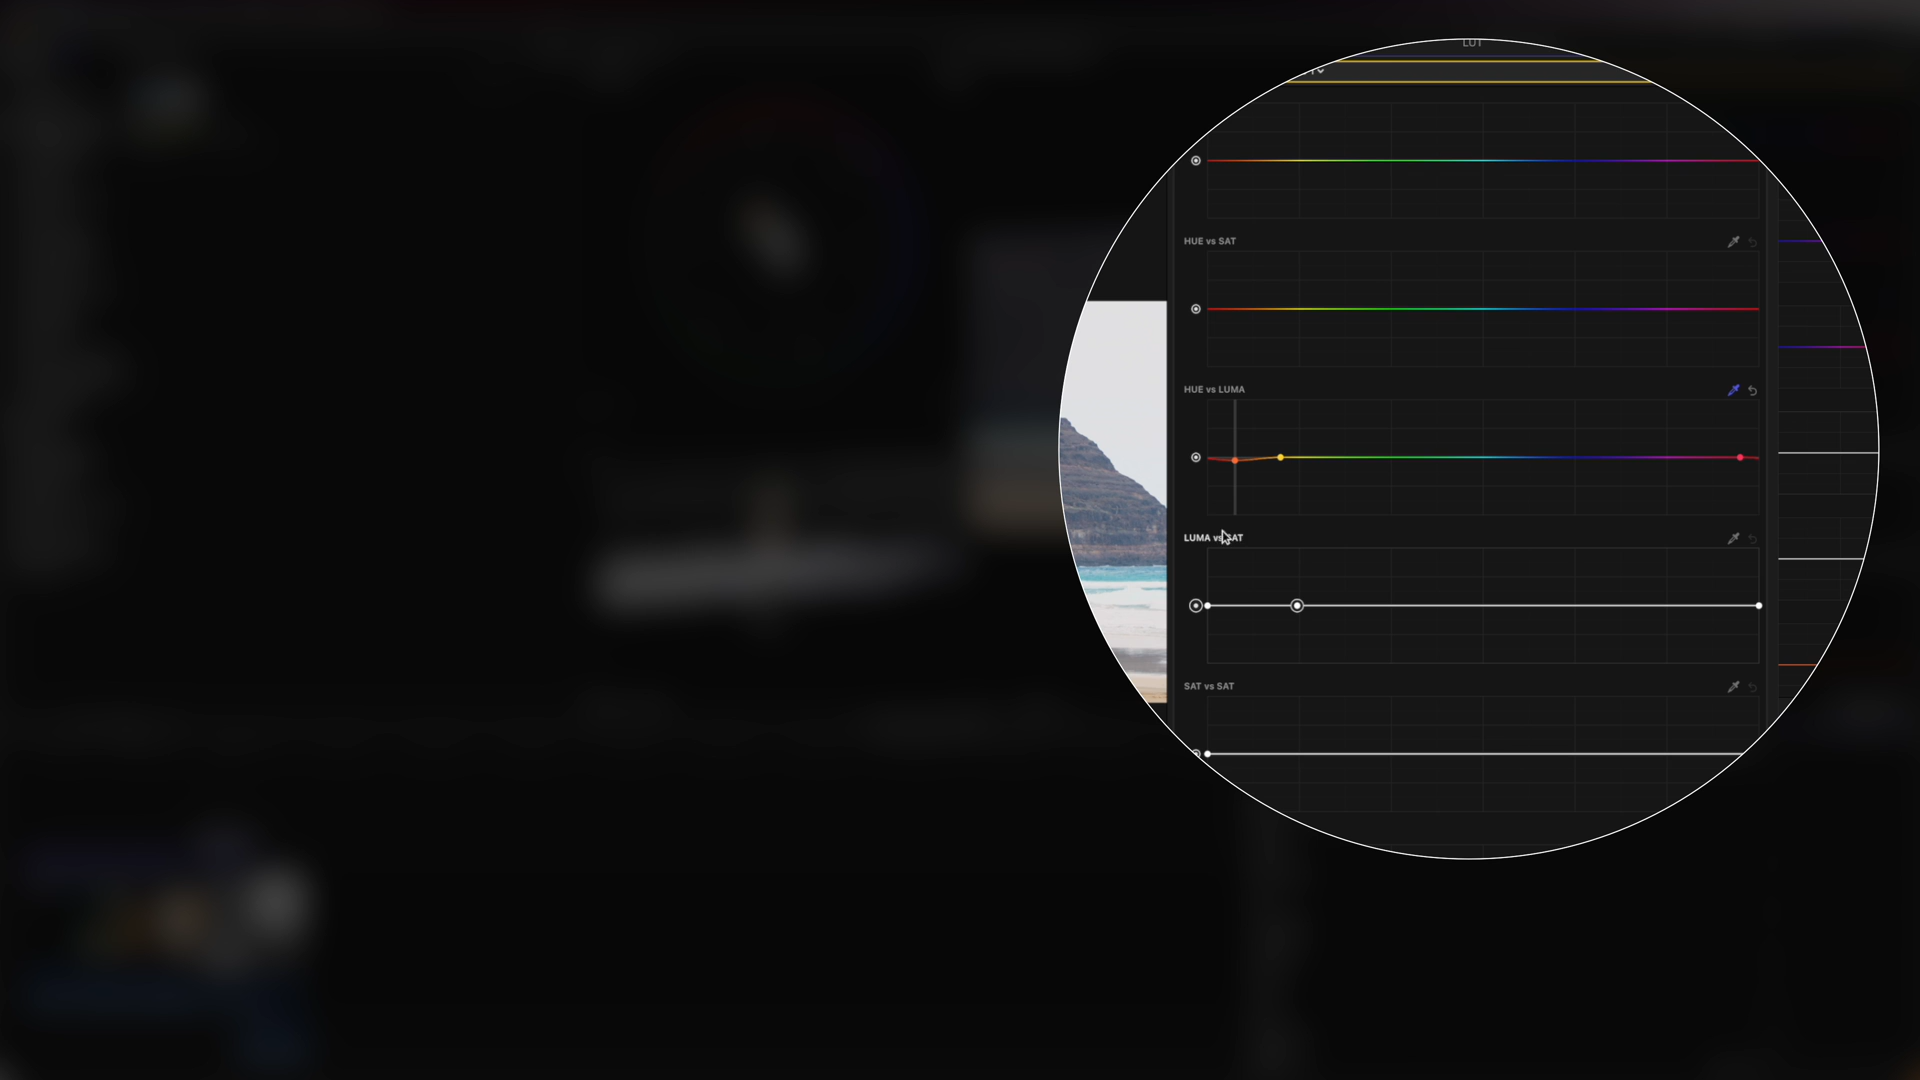 LUT
HUE vs SAT
HUE vs LUMA
LUMA vs SAT
SAT vs SAT